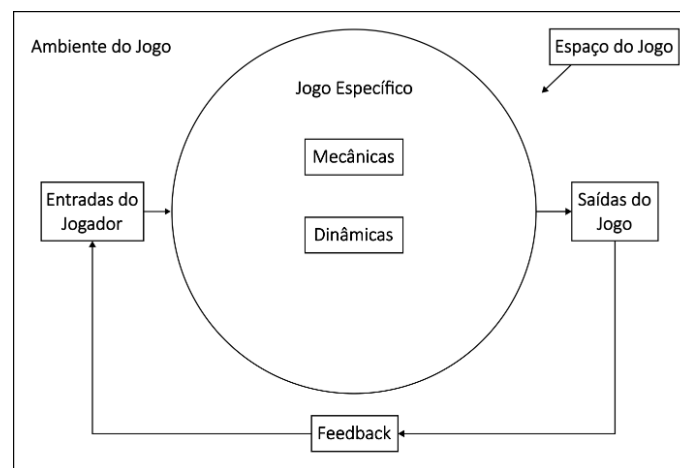 Ambiente do Jogo
Espaço do Jogo
Jogo Específico
Mecânicas
Entradas do
Jogador
Saídas do
Jogo
Dinâmicas
Feedback